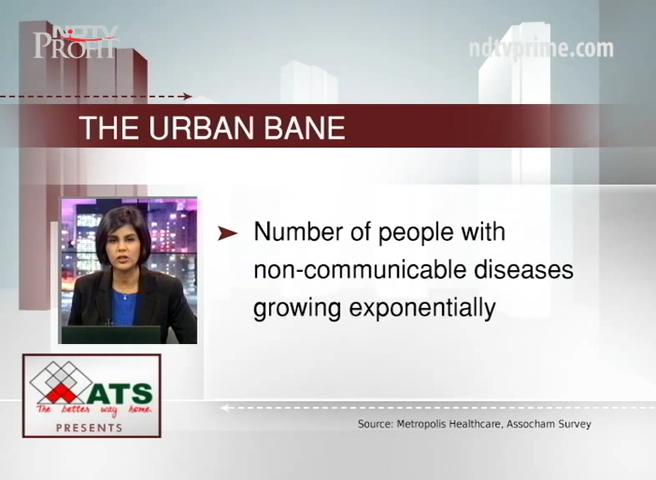 NDTV
PROFIT
ndtvprime.com
THE URBAN BANE
Number of people with
non-communicable diseases
growing exponentially
ATS
The better way home.
PRESENTS
Source: Metropolis Healthcare, Assocham Survey